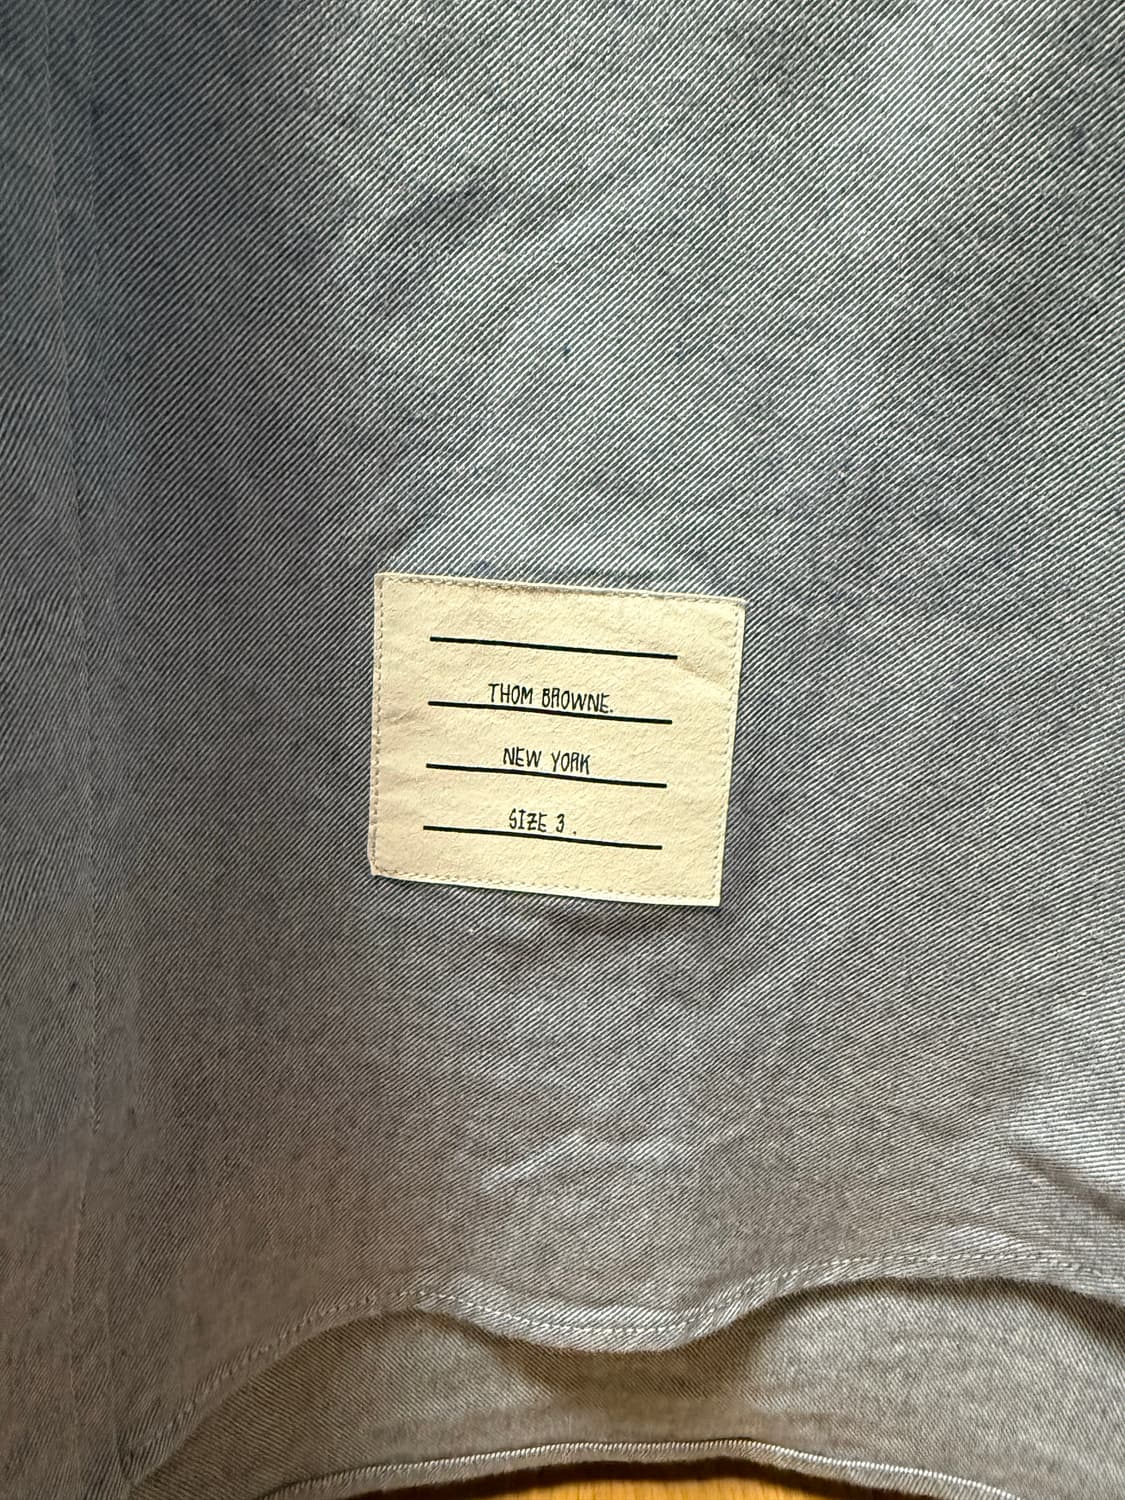 THOM BROWNE.
NEW YORK
SIZE 3.